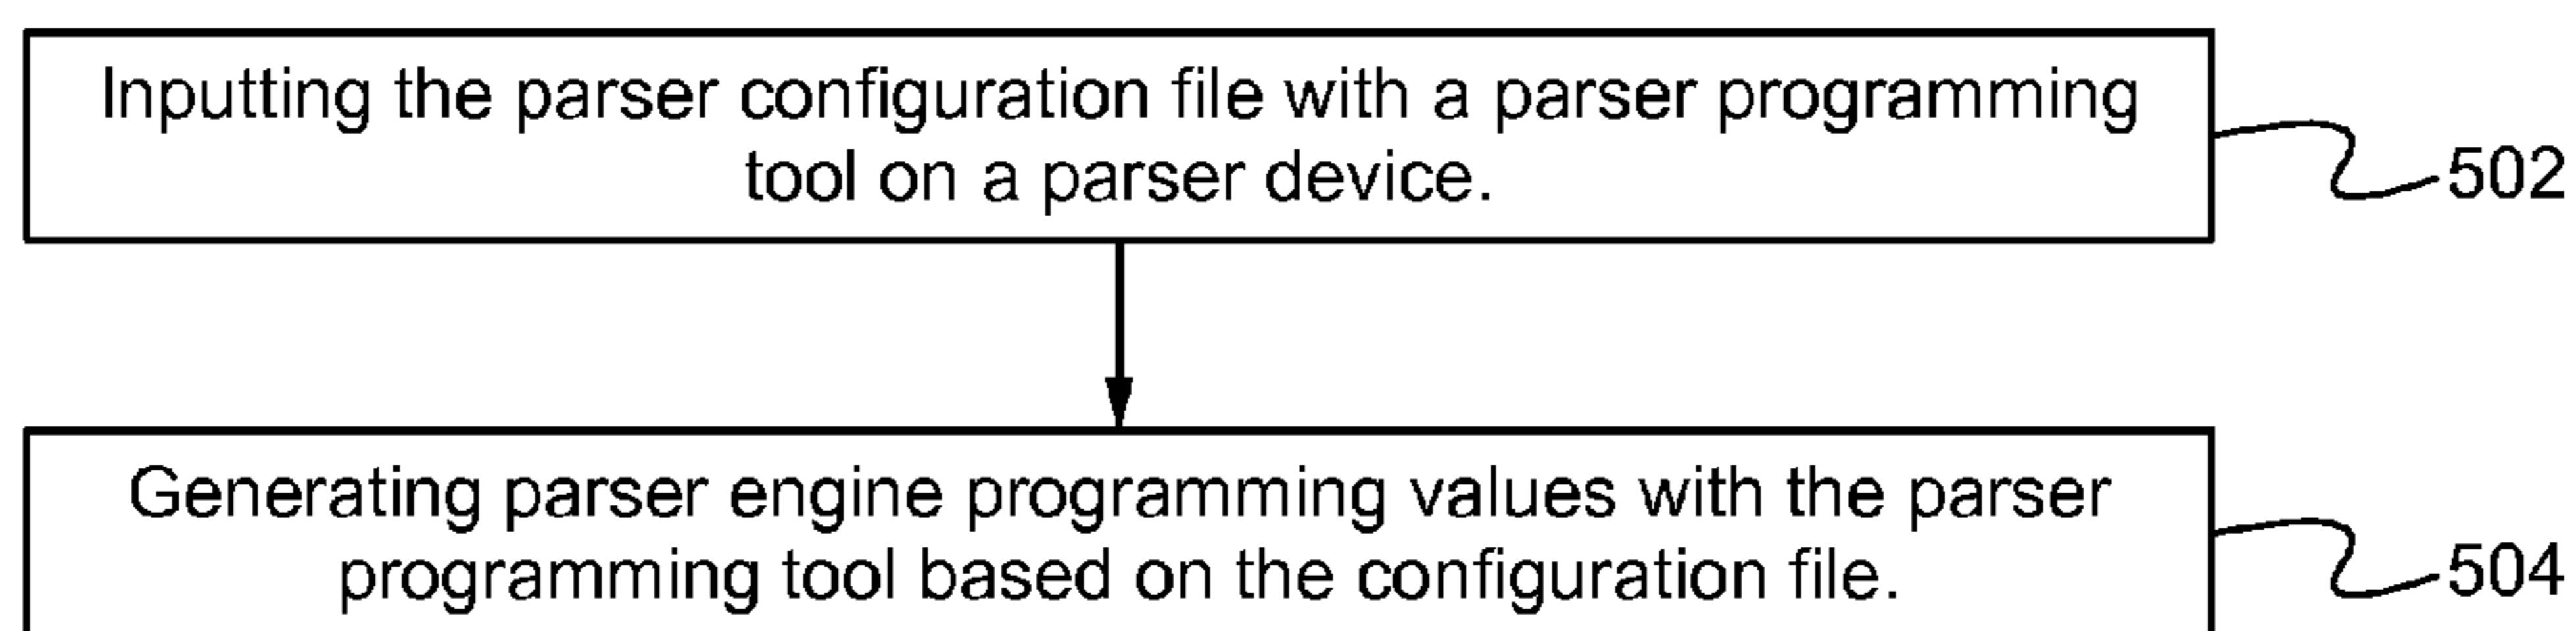 Inputting the parser configuration file with a parser programming
tool on a parser device.
502
Generating parser engine programming values with the parser
programming tool based on the configuration file.
504